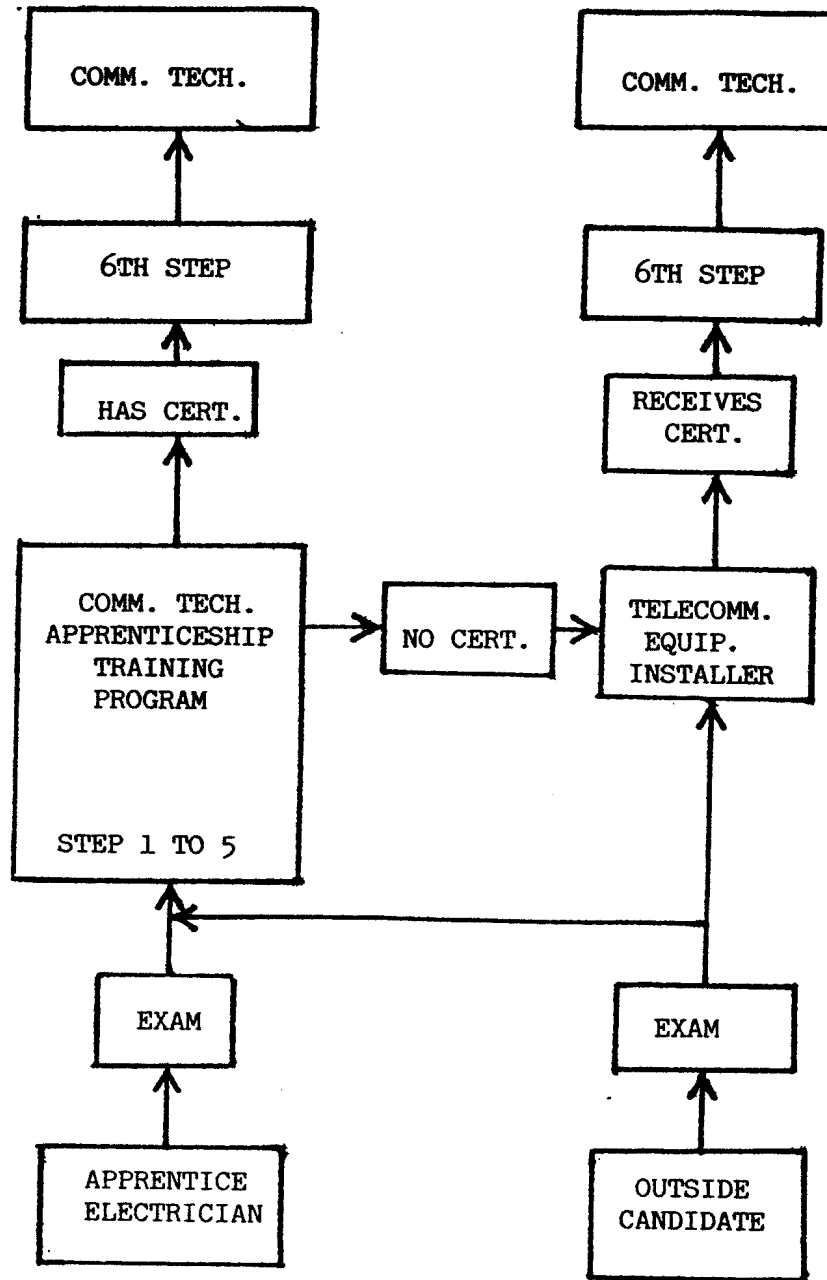 COMM. TECH.
COMM. TECH.
6TH STEP
6TH STEP
HAS CERT.
RECEIVES
CERT.
COMM. TECH.
APPRENTICESHIP
TRAINING
PROGRAM
STEP 1 TO 5
NO CERT.
TELECOMM.
EQUIP.
INSTALLER
EXAM
EXAM
APPRENTICE
ELECTRICIAN
OUTSIDE
CANDIDATE